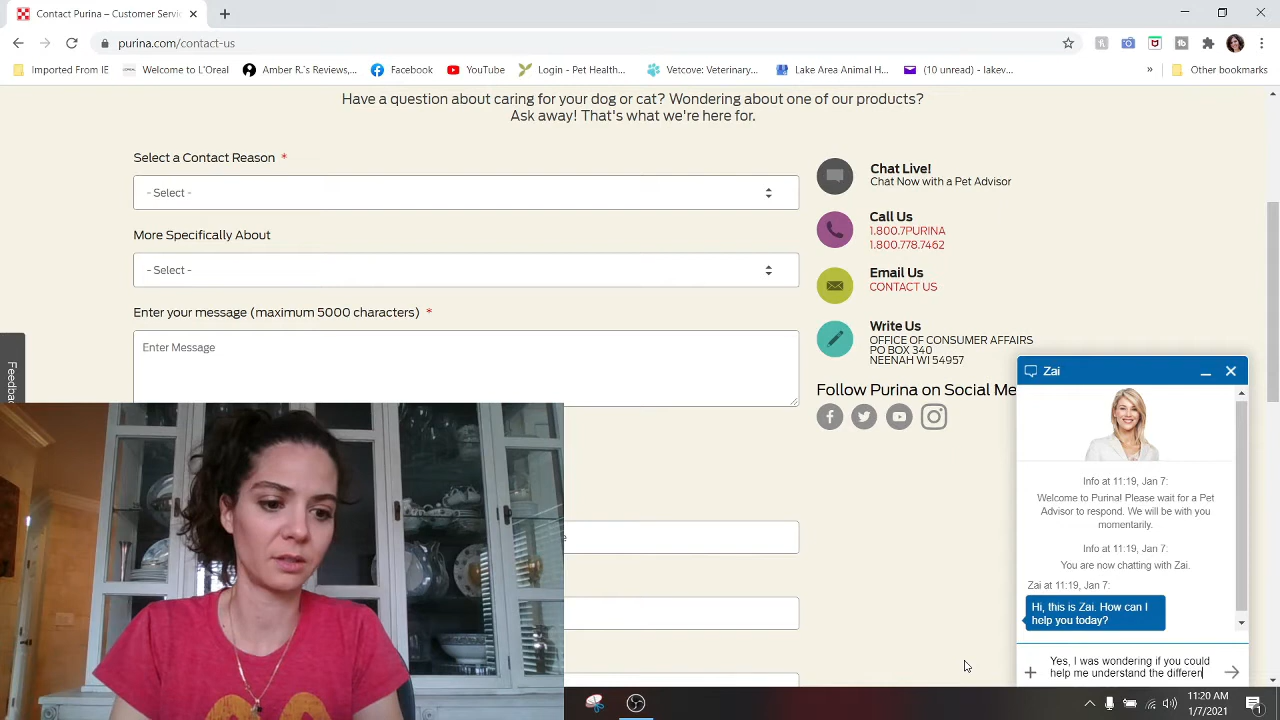 Contact Purina – Customer Servi
purina.com/contact-us
Imported From IE
Welcome to L'Oreal
Amber R.'s Reviews,...
Facebook
YouTube
Login - Pet Health...
Vetcove: Veterinary...
Lake Area Animal H...
(10 unread) - lakev...
»
Other bookmarks
Have a question about caring for your dog or cat? Wondering about one of our products?
Ask away! That's what we're here for.
Select a Contact Reason *
- Select -
More Specifically About
- Select -
Enter your message (maximum 5000 characters) *
Enter Message
Feedba
Chat Live!
Chat Now with a Pet Advisor
Call Us
1.800.7PURINA
1.800.778.7462
Email Us
CONTACT US
Write Us
OFFICE OF CONSUMER AFFAIRS
PO BOX 340
NEENAH WI 54957
Follow Purina on Social Me
Zai
Info at 11:19, Jan 7:
Welcome to Purina! Please wait for a Pet
Advisor to respond. We will be with you
momentarily.
Info at 11:19, Jan 7:
You are now chatting with Zai.
Zai at 11:19, Jan 7:
Hi, this is Zai. How can I
help you today?
Yes, I was wondering if you could
help me understand the differen
11:20 AM
1/7/2021